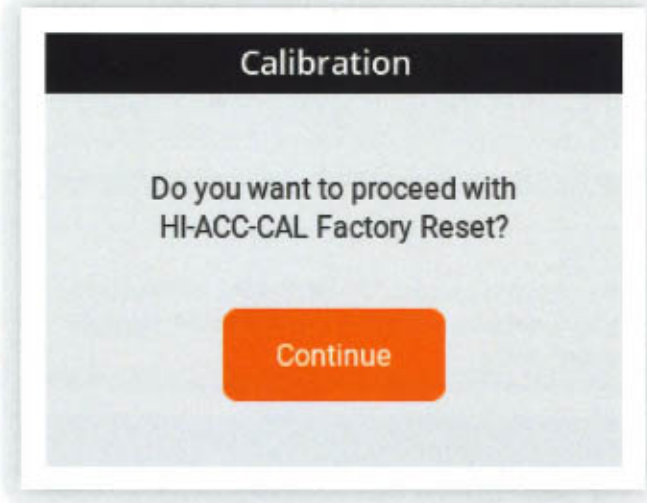 Calibration
Do you want to proceed with
HI-ACC-CAL Factory Reset?
Continue